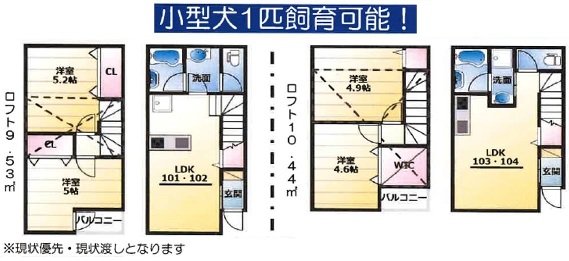 小型犬1匹飼育可能！
ロフト9．53㎡
洋室
5.2帖
CL
CL
洋室
5帖
バルコニー
洗面
LDK
101・102
玄関
ロフト10．44㎡
洋室
4.9帖
洋室
4.6帖
WIC
バルコニー
洗面
LDK
103・104
玄関
※現状優先・現状渡しとなります